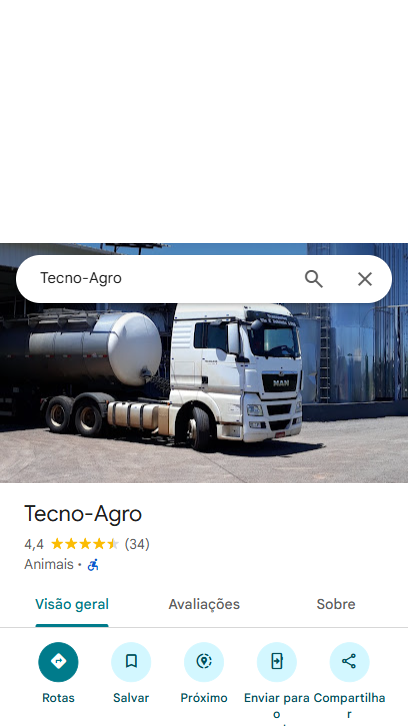 Tecno-Agro
MAN
Tecno-Agro
4,4 (34)
Animais ·
Visão geral
Avaliações
Sobre
Rotas
Salvar
Próximo
Enviar para
o
Compartilha
r